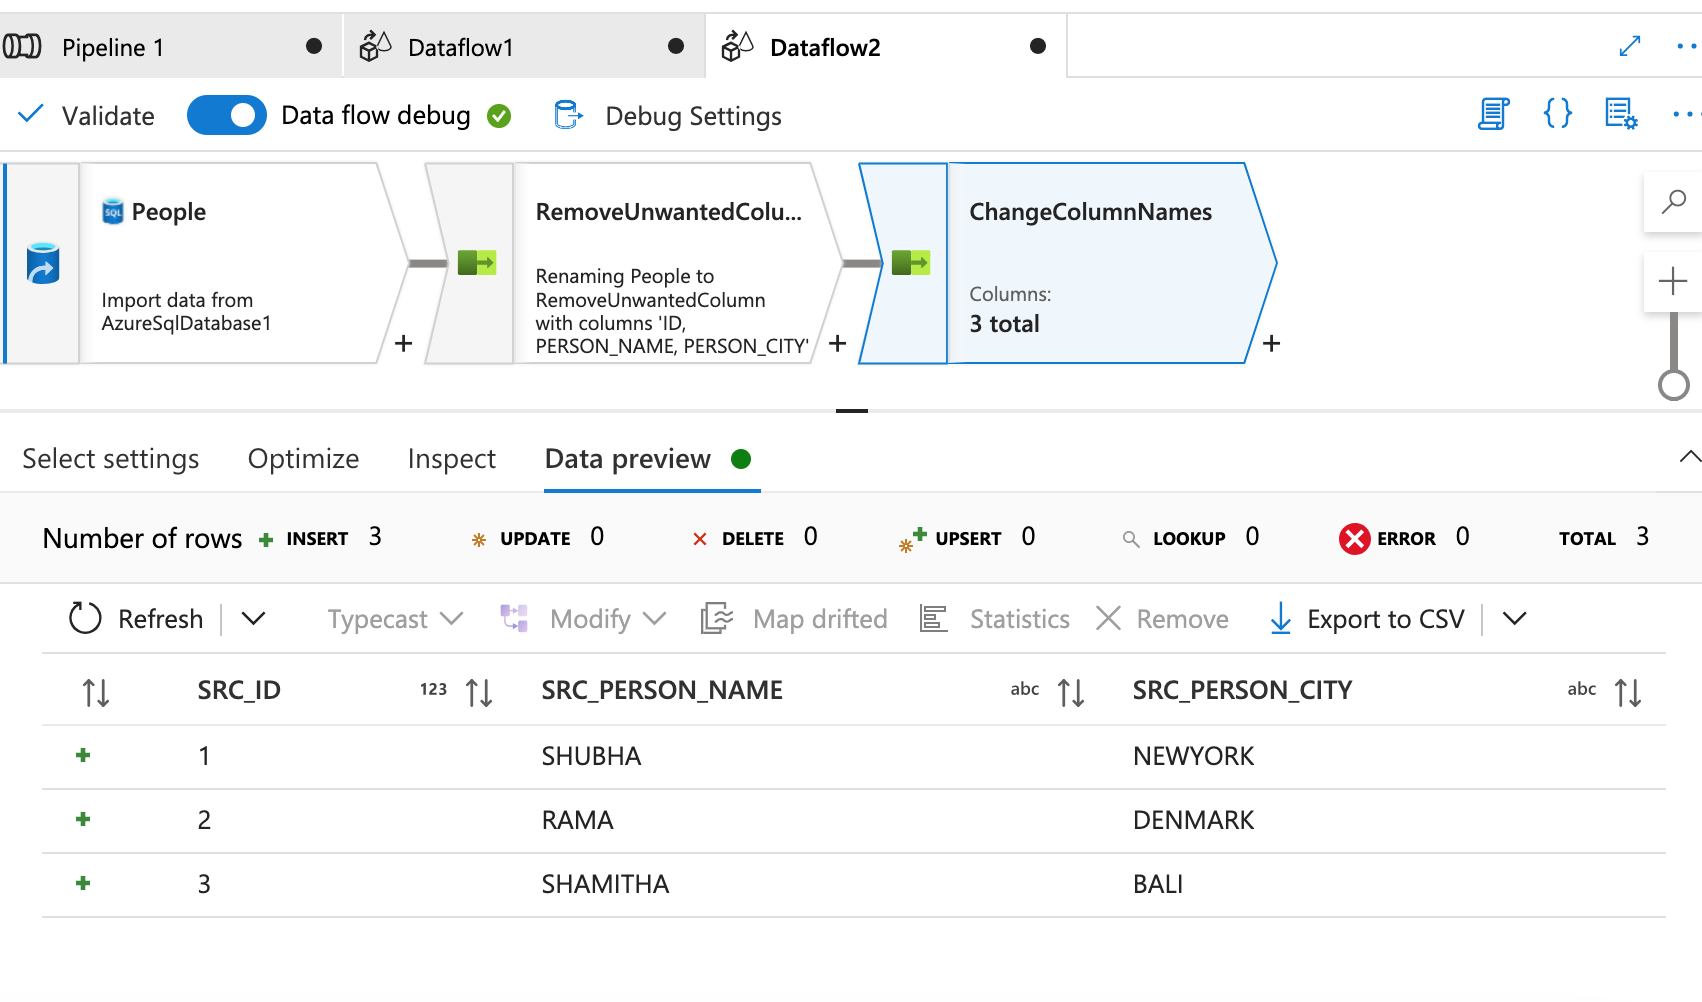 Pipeline 1
Dataflow1
Dataflow2
Validate
Data flow debug
Debug Settings
{}
SQL
People
Import data from
AzureSqlDatabase1
+
RemoveUnwantedColu...
Renaming People to
RemoveUnwantedColumn
with columns 'ID,
PERSON_NAME, PERSON_CITY'
+
ChangeColumnNames
Columns:
3 total
+
Select settings
Optimize
Inspect
Data preview
Number of rows
INSERT 3
UPDATE 0
DELETE 0
UPSERT 0
LOOKUP 0
ERROR 0
TOTAL 3
Refresh
Typecast
Modify
Map drifted
Statistics
Remove
Export to CSV
SRC_ID 123 SRC_PERSON_NAME abc SRC_PERSON_CITY abc
1 SHUBHA NEWYORK
2 RAMA DENMARK
3 SHAMITHA BALI